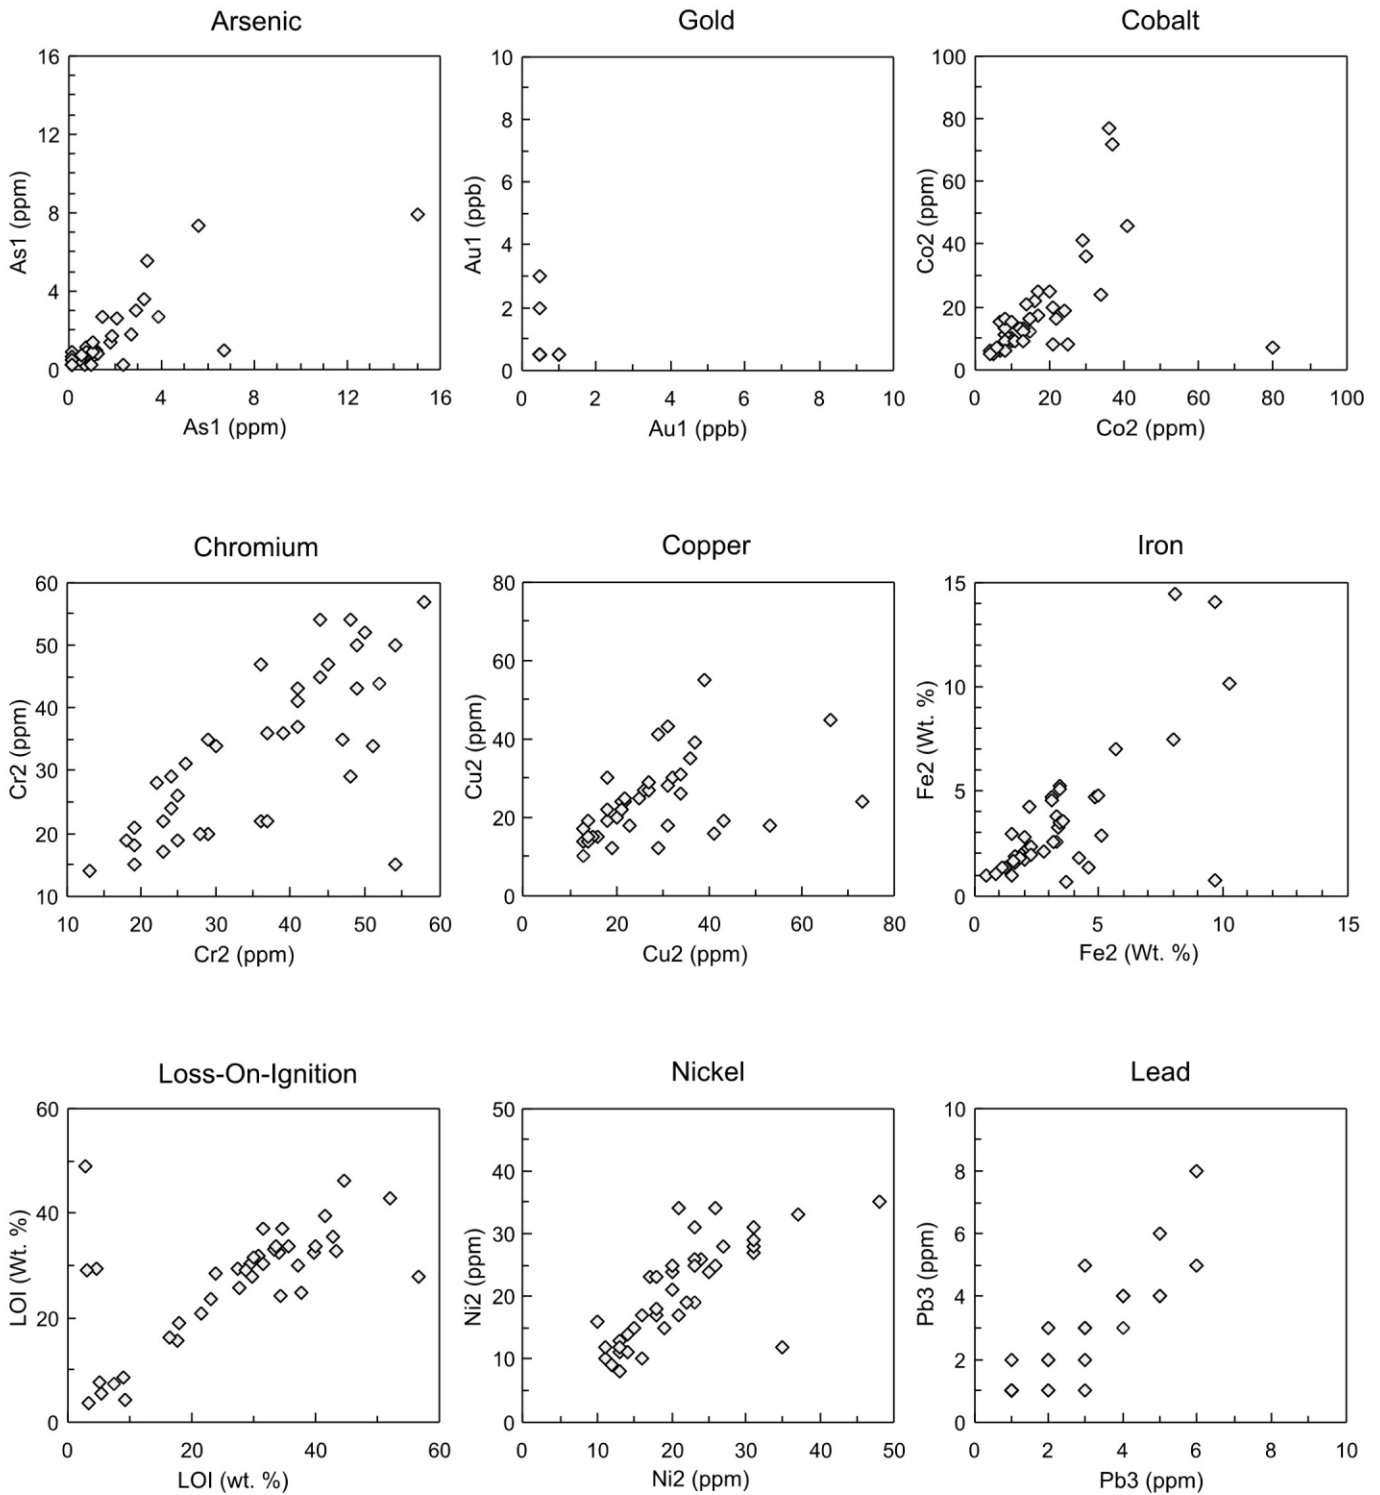 Arsenic
16
12
8
4
0
As1 (ppm)
0 4 8 12 16
As1 (ppm)
Gold
10
8
6
4
2
0
Au1 (ppb)
0 2 4 6 8 10
Au1 (ppb)
Cobalt
100
80
60
40
20
0
Co2 (ppm)
0 20 40 60 80 100
Co2 (ppm)
Chromium
60
50
40
30
20
10
Cr2 (ppm)
10 20 30 40 50 60
Cr2 (ppm)
Copper
80
60
40
20
0
Cu2 (ppm)
0 20 40 60 80
Cu2 (ppm)
Iron
15
10
5
0
Fe2 (Wt. %)
0 5 10 15
Fe2 (Wt. %)
Loss-On-Ignition
60
40
20
0
LOI (Wt. %)
0 20 40 60
LOI (wt. %)
Nickel
50
40
30
20
10
0
Ni2 (ppm)
0 10 20 30 40 50
Ni2 (ppm)
Lead
10
8
6
4
2
0
Pb3 (ppm)
0 2 4 6 8 10
Pb3 (ppm)